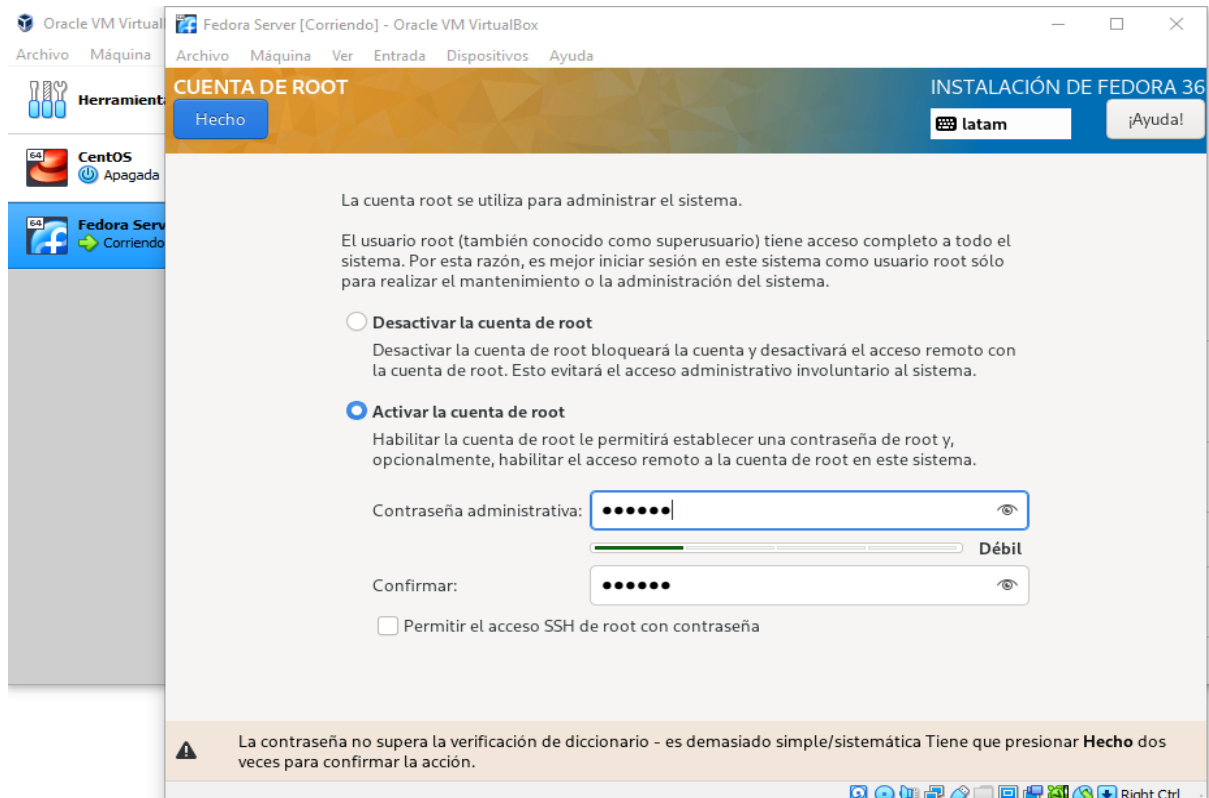 Oracle VM Virtuall
Archivo Máquina
Herramient
64
CentOS
Apagada
64
Fedora Serv
Corriendo
Fedora Server [Corriendo] - Oracle VM VirtualBox
Archivo Máquina Ver Entrada Dispositivos Ayuda
CUENTA DE ROOT
INSTALACIÓN DE FEDORA 36
Hecho
latam
¡Ayuda!
La cuenta root se utiliza para administrar el sistema.
El usuario root (también conocido como superusuario) tiene acceso completo a todo el
sistema. Por esta razón, es mejor iniciar sesión en este sistema como usuario root sólo
para realizar el mantenimiento o la administración del sistema.
Desactivar la cuenta de root
Desactivar la cuenta de root bloqueará la cuenta y desactivará el acceso remoto con
la cuenta de root. Esto evitará el acceso administrativo involuntario al sistema.
Activar la cuenta de root
Habilitar la cuenta de root le permitirá establecer una contraseña de root y,
opcionalmente, habilitar el acceso remoto a la cuenta de root en este sistema.
Contraseña administrativa: ●●●●●●
Débil
Confirmar: ●●●●●●
Permitir el acceso SSH de root con contraseña
La contraseña no supera la verificación de diccionario - es demasiado simple/sistemática Tiene que presionar Hecho dos
veces para confirmar la acción.
Right Ctrl